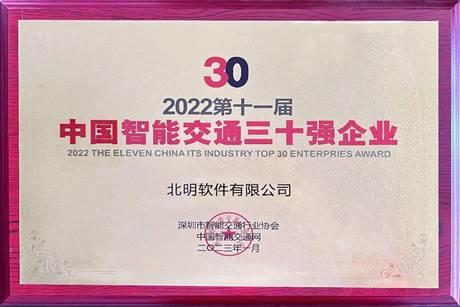 30
2022第十一届
中国智能交通三十强企业
2022 THE ELEVEN CHINA ITS INDUSTRY TOP 30 ENTERPRIES AWARD
北明软件有限公司
深圳市智能交通行业协会
中国智能交通网
二〇二三年一月